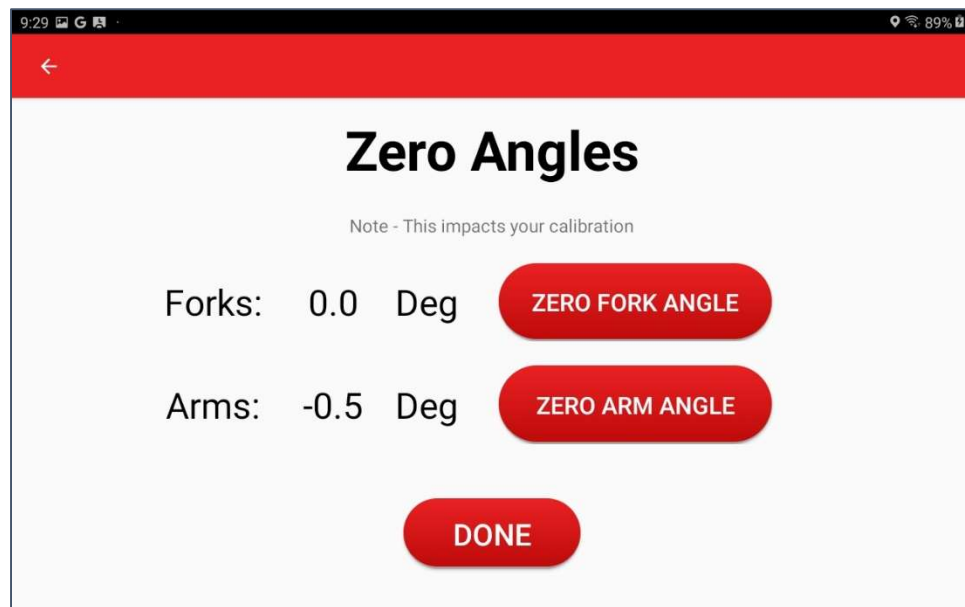 9:29 G
89%
Zero Angles
Note - This impacts your calibration
Forks: 0.0 Deg ZERO FORK ANGLE
Arms: -0.5 Deg ZERO ARM ANGLE
DONE